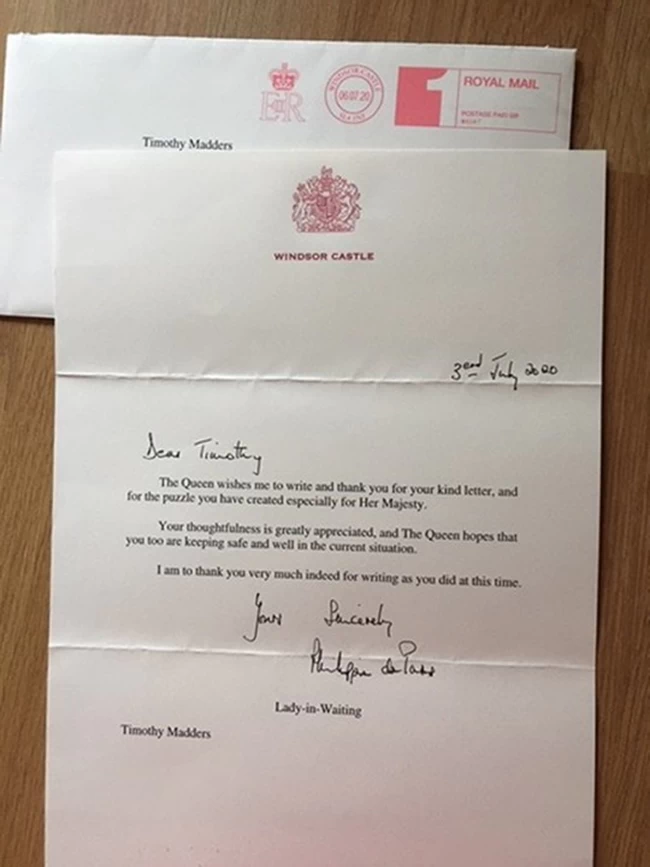 EIIR
WINDSOR CASTLE
06 07 20
1
ROYAL MAIL
POSTAGE PAID GB
Timothy Madders
WINDSOR CASTLE
3rd July 2020
Dear Timothy
The Queen wishes me to write and thank you for your kind letter, and
for the puzzle you have created especially for Her Majesty.
Your thoughtfulness is greatly appreciated, and The Queen hopes that
you too are keeping safe and well in the current situation.
I am to thank you very much indeed for writing as you did at this time.
Yours Sincerely
Philippa de Pass
Lady-in-Waiting
Timothy Madders